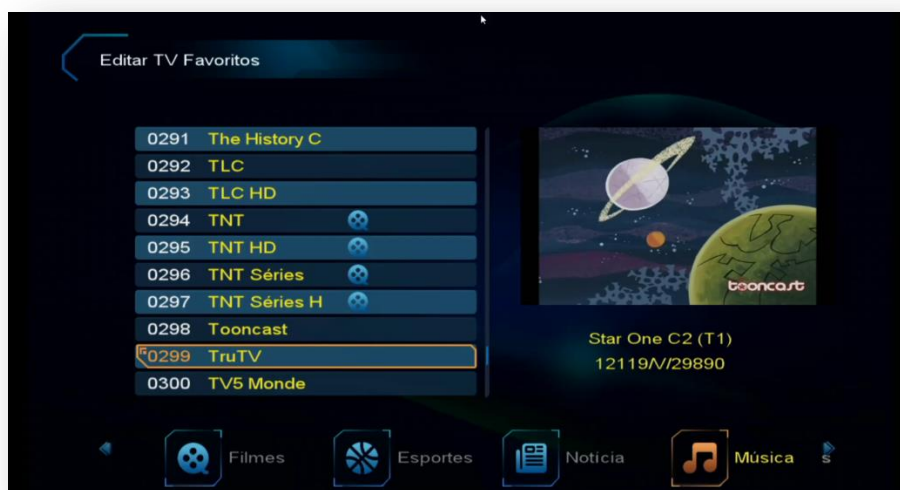 Editar TV Favoritos
0291 The History C
0292 TLC
0293 TLC HD
0294 TNT
0295 TNT HD
0296 TNT Séries
0297 TNT Séries H
0298 Tooncast
0299 TruTV
0300 TV5 Monde
tooncast
Star One C2 (T1)
12119/V/29890
Filmes
Esportes
Notícia
Música
s